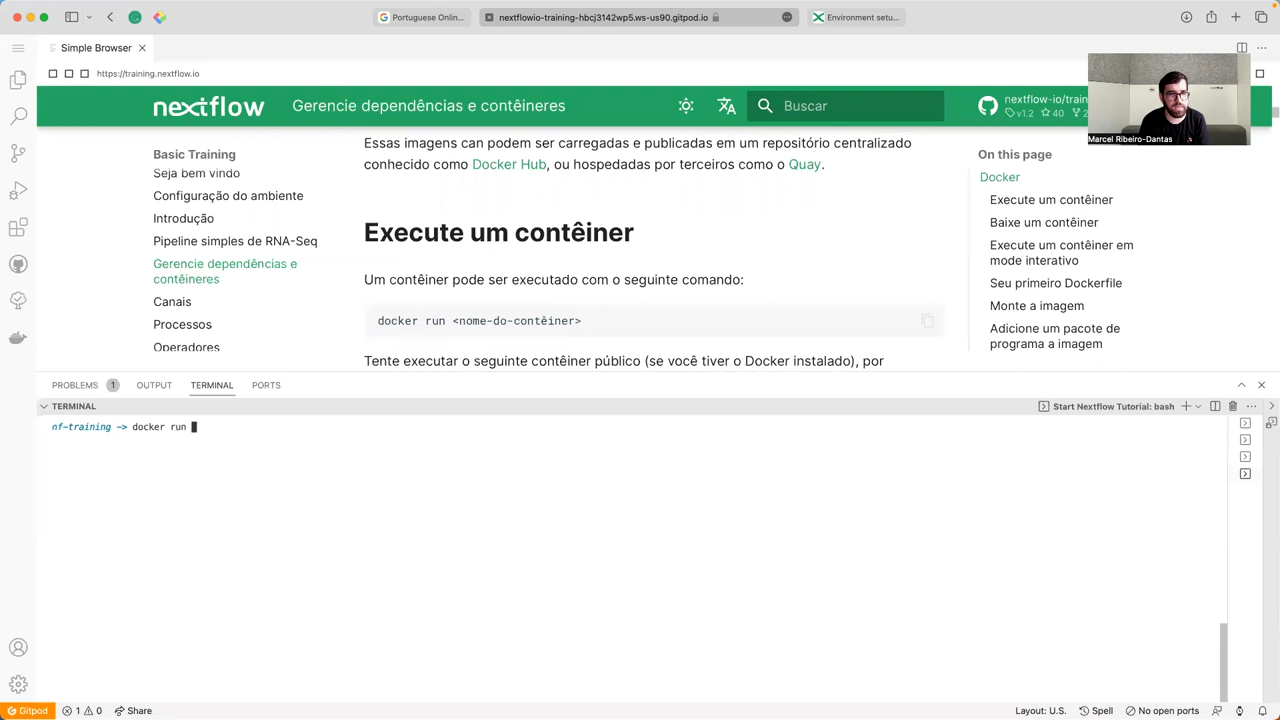 Portuguese Onlin...
nextflowio-training-hbcj3142wp5.ws-us90.gitpod.io
Environment setu...
Simple Browser
https://training.nextflow.io
nextflow
Gerencie dependências e contêineres
Buscar
nextflow-io/train
v1.2
40
2
Marcel Ribeiro-Dantas
Basic Training
Seja bem vindo
Configuração do ambiente
Introdução
Pipeline simples de RNA-Seq
Gerencie dependências e
contêineres
Canais
Processos
Operadores
Essas imagens can podem ser carregadas e publicadas em um repositório centralizado
conhecido como Docker Hub, ou hospedadas por terceiros como o Quay.
Execute um contêiner
Um contêiner pode ser executado com o seguinte comando:
docker run <nome-do-contêiner>
Tente executar o seguinte contêiner público (se você tiver o Docker instalado), por
On this page
Docker
Execute um contêiner
Baixe um contêiner
Execute um contêiner em
modo interativo
Seu primeiro Dockerfile
Monte a imagem
Adicione um pacote de
programa a imagem
PROBLEMS 1 OUTPUT TERMINAL PORTS
TERMINAL
Start Nextflow Tutorial: bash
nf-training -> docker run
Gitpod
1 0
Share
Layout: U.S.
Spell
No open ports